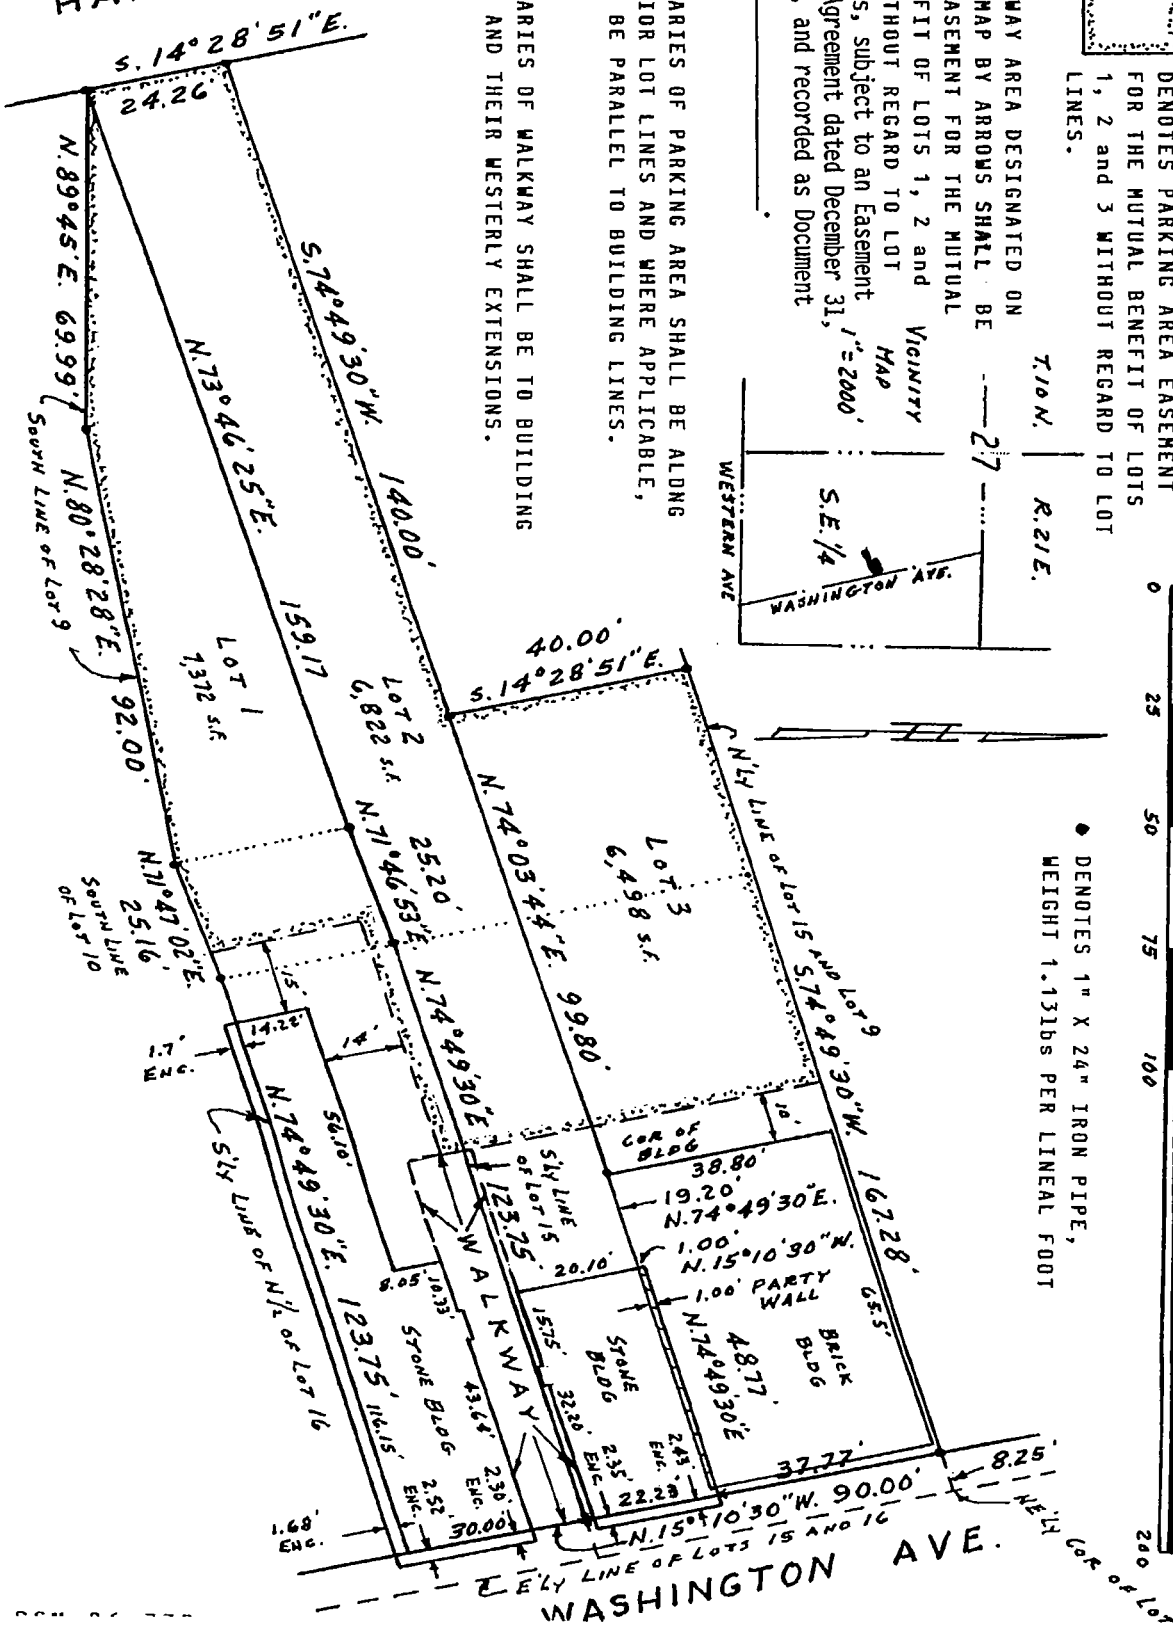 DENOTES PARKING AREA EASEMENT
FOR THE MUTUAL BENEFIT OF LOTS
1, 2 and 3 WITHOUT REGARD TO LOT
LINES.
WAY AREA DESIGNATED ON
MAP BY ARROWS SHALL BE
ASEMENT FOR THE MUTUAL
FIT OF LOTS 1, 2 and
THOUT REGARD TO LOT
s, subject to an Easement
Agreement dated December 31,
and recorded as Document
ARIES OF PARKING AREA SHALL BE ALONG
IOR LOT LINES AND WHERE APPLICABLE,
BE PARALLEL TO BUILDING LINES.
ARIES OF WALKWAY SHALL BE TO BUILDING
AND THEIR WESTERLY EXTENSIONS.
T.10N. R.21E.
27
VICINITY
MAP
1"=2000'
S.E.1/4
WASHINGTON AVE.
WESTERN AVE
0 25 50 75 100 200
● DENOTES 1" X 24" IRON PIPE,
WEIGHT 1.13lbs PER LINEAL FOOT
S. 14°28'51"E.
24.26'
N.89°45'E. 69.99'
SOUTH LINE OF LOT 9
N.80°28'28"E. 92.00'
N.71°47'02"E.
25.16'
SOUTH LINE
OF LOT 10
S.74°49'30"W. 140.00'
N.73°46'25"E. 159.17
LOT 1
7,372 s.f.
LOT 2
6,822 s.f.
25.20'
N.71°46'53"E.
40.00'
S.14°28'51"E.
N'LY LINE OF LOT 15 AND LOT 9
S.74°49'30"W. 167.28'
LOT 3
6,498 s.f.
N.74°03'44"E. 99.80'
N.74°49'30"E 123.75'
S'LY LINE
OF LOT 15
COR OF
BLDG
10'
38.80'
19.20'
N.74°49'30"E.
1.00'
N.15°10'30"W.
1.00' PARTY
WALL
48.77'
N.74°49'30"E
BRICK
BLDG
65.5'
37.77'
20.10'
15.75'
STONE
BLDG
32.20'
2.35'
ENC.
2.43'
ENC.
22.23'
WALKWAY
15'
14.22'
14'
1.7'
ENC.
56.10'
8.05'
10.33'
STONE BLDG
43.64'
2.30'
ENC.
2.52'
ENC.
30.00'
N.74°49'30"E. 123.75'
116.15'
S'LY LINE OF N½ OF LOT 16
1.68'
ENC.
N.15°10'30"W. 90.00'
8.25'
NE'LY COR OF LOT
E'LY LINE OF LOTS 15 AND 16
WASHINGTON AVE.